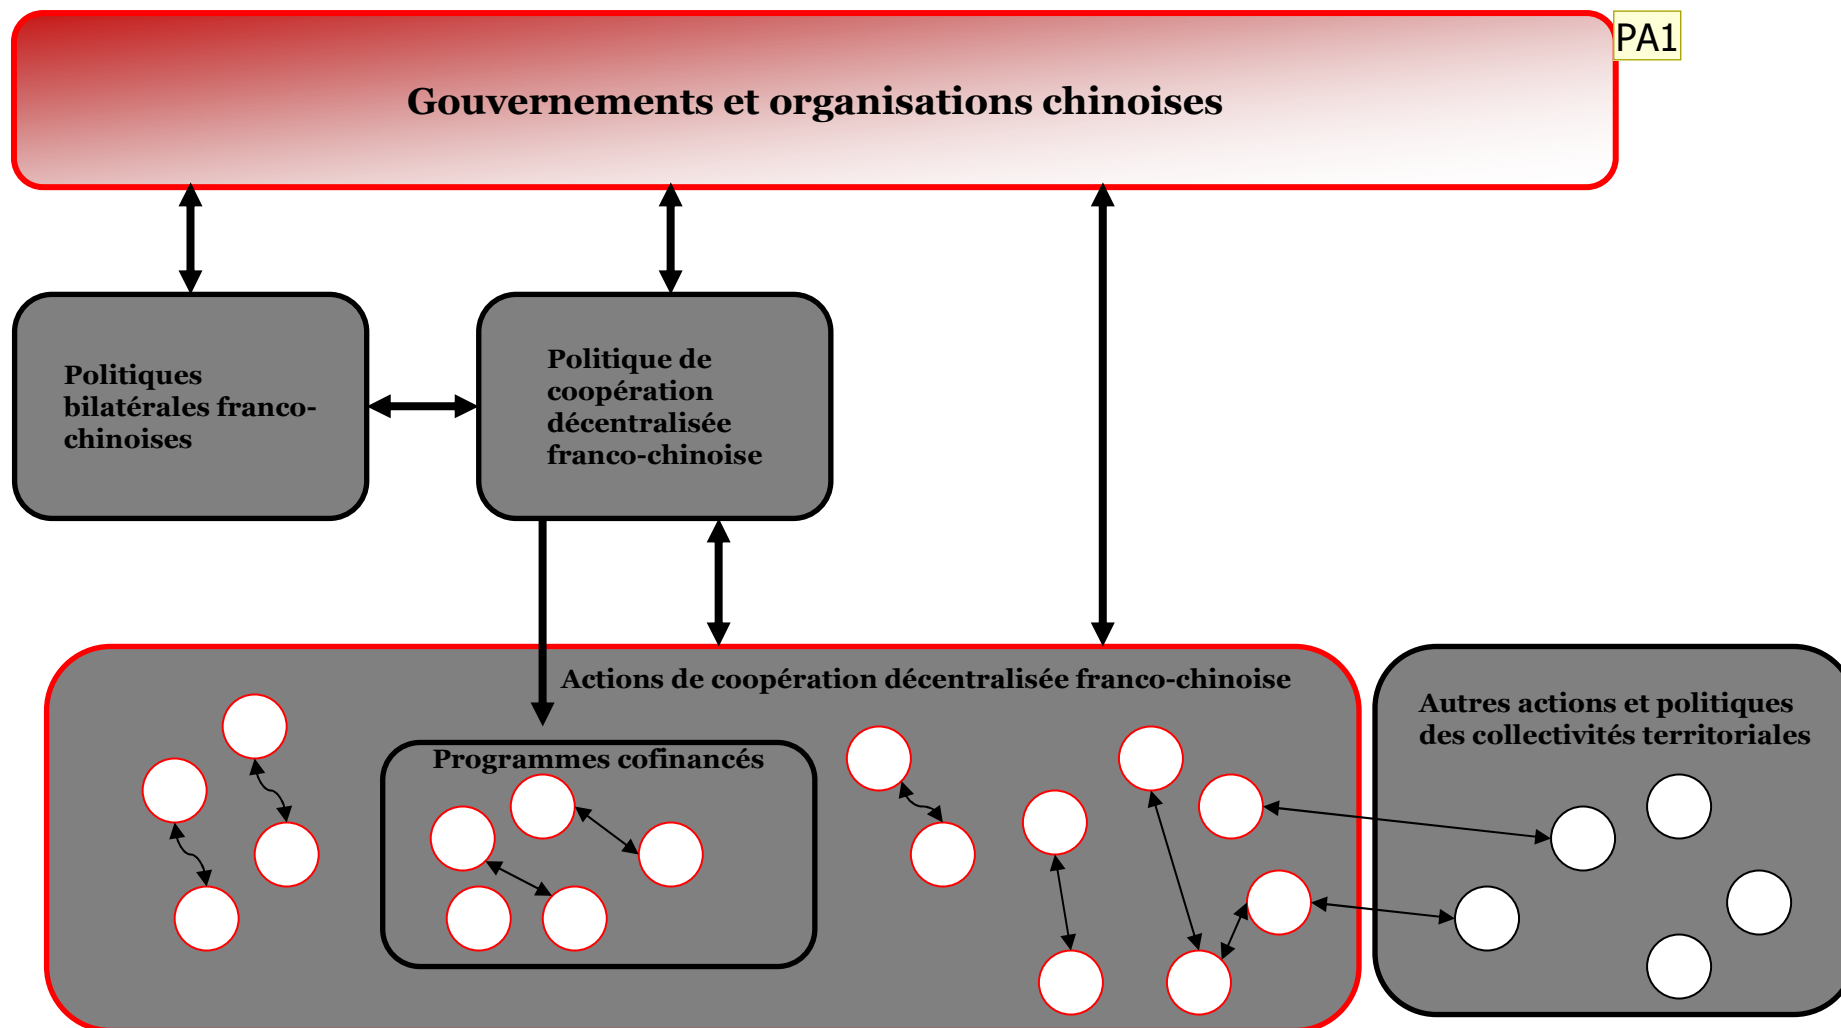 PA1
Gouvernements et organisations chinoises
Politiques
bilatérales franco-
chinoises
Politique de
coopération
décentralisée
franco-chinoise
Actions de coopération décentralisée franco-chinoise
Autres actions et politiques
des collectivités territoriales
Programmes cofinancés